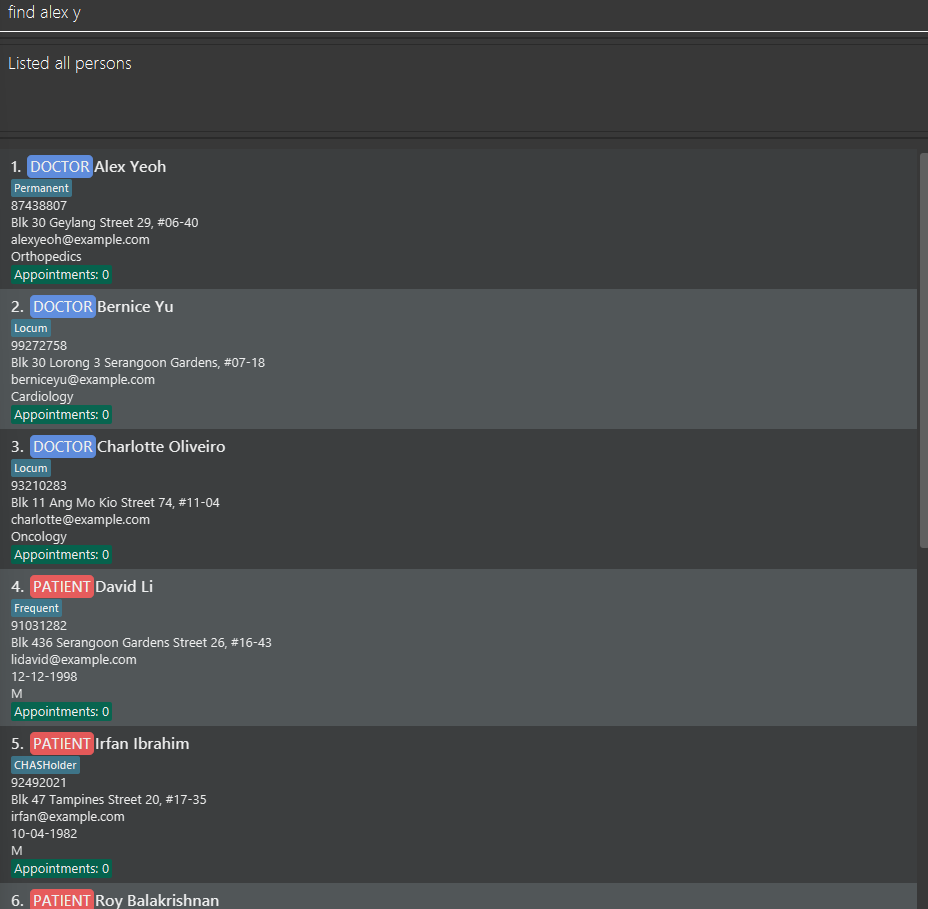 find alex y
Listed all persons
1. DOCTOR Alex Yeoh
Permanent
87438807
Blk 30 Geylang Street 29, #06-40
alexyeoh@example.com
Orthopedics
Appointments: 0
2. DOCTOR Bernice Yu
Locum
99272758
Blk 30 Lorong 3 Serangoon Gardens, #07-18
berniceyu@example.com
Cardiology
Appointments: 0
3. DOCTOR Charlotte Oliveiro
Locum
93210283
Blk 11 Ang Mo Kio Street 74, #11-04
charlotte@example.com
Oncology
Appointments: 0
4. PATIENT David Li
Frequent
91031282
Blk 436 Serangoon Gardens Street 26, #16-43
lidavid@example.com
12-12-1998
M
Appointments: 0
5. PATIENT Irfan Ibrahim
CHASHolder
92492021
Blk 47 Tampines Street 20, #17-35
irfan@example.com
10-04-1982
M
Appointments: 0
6. PATIENT Roy Balakrishnan